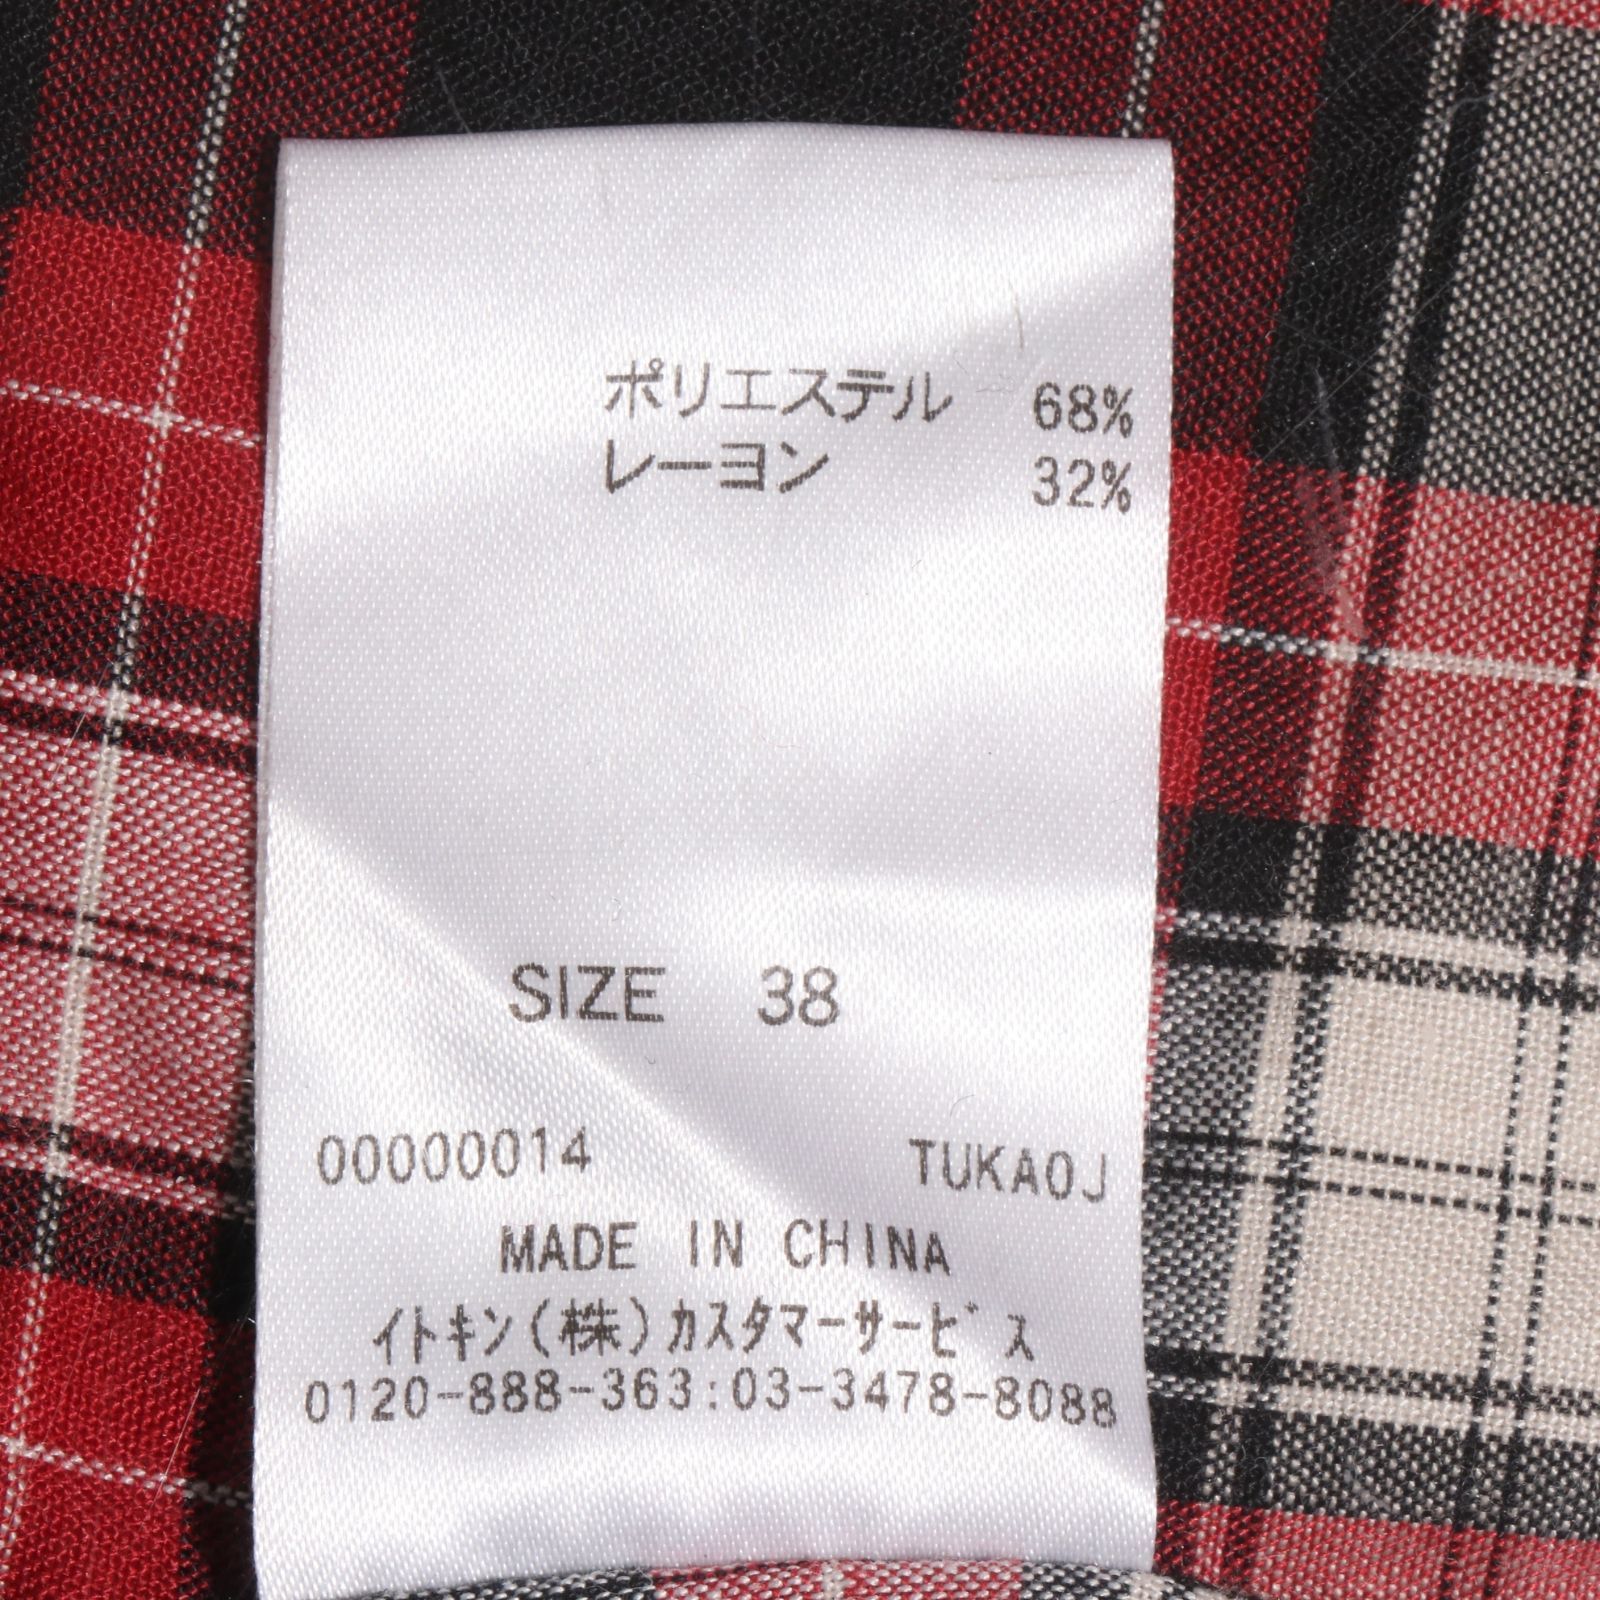 ポリエステル 68%
レーヨン 32%
SIZE 38
00000014 TUKAOJ
MADE IN CHINA
イトキン(株)カスタマーサービス
0120-888-363:03-3478-8088